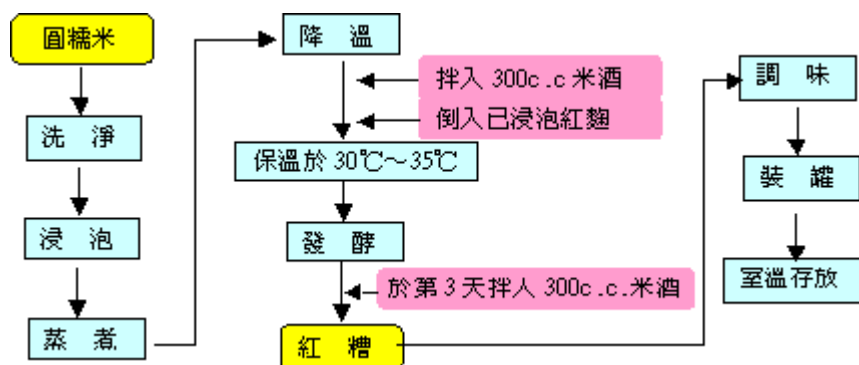 圓糯米
洗 淨
浸 泡
蒸 煮
降 溫
拌入 300c.c 米酒
倒入已浸泡紅麴
保溫於 30℃～35℃
發 酵
於第 3 天拌人 300c.c.米酒
紅 糟
調 味
裝 罐
室溫存放